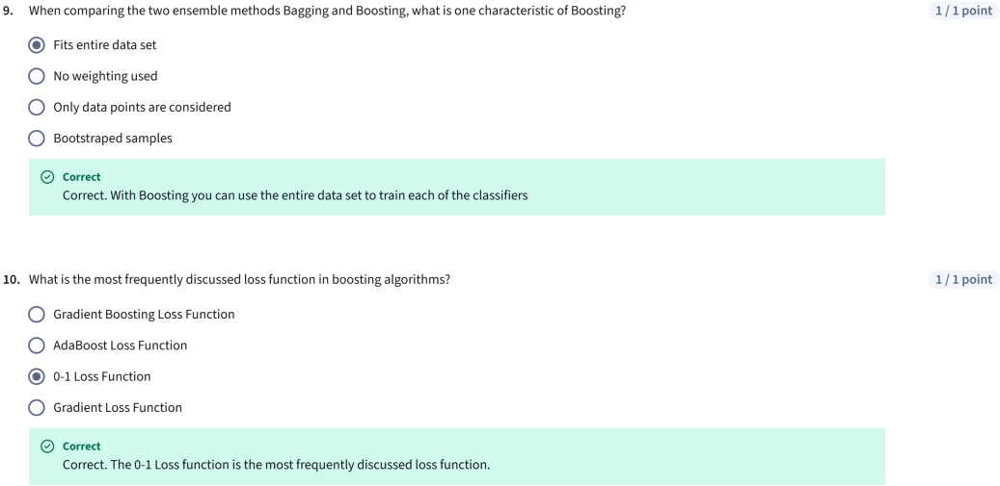 9. When comparing the two ensemble methods Bagging and Boosting, what is one characteristic of Boosting?
1 / 1 point
Fits entire data set
No weighting used
Only data points are considered
Bootstraped samples
Correct
Correct. With Boosting you can use the entire data set to train each of the classifiers
10. What is the most frequently discussed loss function in boosting algorithms?
1 / 1 point
Gradient Boosting Loss Function
AdaBoost Loss Function
0-1 Loss Function
Gradient Loss Function
Correct
Correct. The 0-1 Loss function is the most frequently discussed loss function.